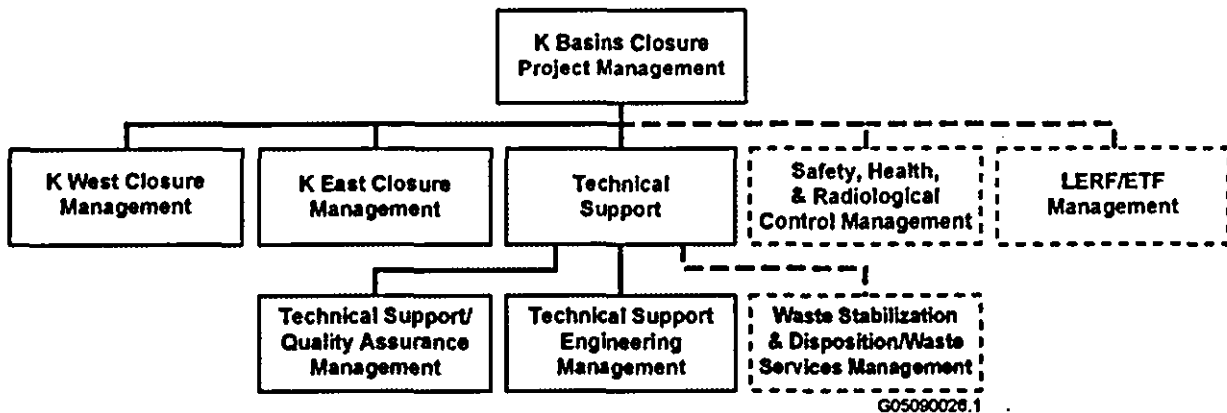 K Basins Closure
Project Management
K West Closure
Management
K East Closure
Management
Technical
Support
Safety, Health,
& Radiological
Control Management
LERF/ETF
Management
Technical Support/
Quality Assurance
Management
Technical Support
Engineering
Management
Waste Stabilization
& Disposition/Waste
Services Management
G05090026.1